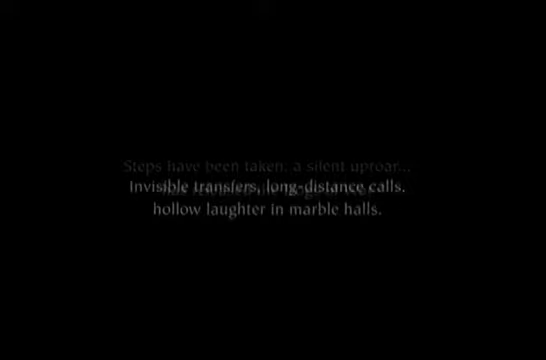 Steps have been taken, a silent uproar...
Invisible transfers, long-distance calls,
hollow laughter in marble halls.